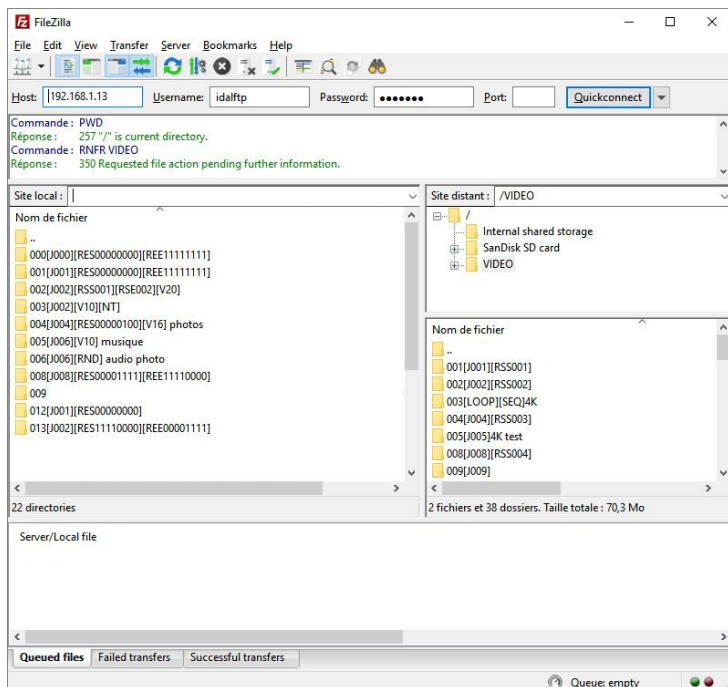 FileZilla
File Edit View Transfer Server Bookmarks Help
Host: 192.168.1.13 Username: idalftp Password: ●●●●●●● Port: Quickconnect
Commande : PWD
Réponse : 257 "/" is current directory.
Commande : RNFR VIDEO
Réponse : 350 Requested file action pending further information.
Site local :
Nom de fichier
..
000[J000][RES00000000][REE11111111]
001[J001][RES00000000][REE11111111]
002[J002][RSS001][RSE002][V20]
003[J002][V10][NT]
004[J004][RES00000100][V16] photos
005[J006][V10] musique
006[J006][RND] audio photo
008[J008][RES00001111][REE11110000]
009
012[J001][RES00000000]
013[J002][RES11110000][REE00001111]
22 directories
Site distant : /VIDEO
/
Internal shared storage
SanDisk SD card
VIDEO
Nom de fichier
..
001[J001][RSS001]
002[J002][RSS002]
003[LOOP][SEQ]4K
004[J004][RSS003]
005[J005]4K test
008[J008][RSS004]
009[J009]
2 fichiers et 38 dossiers. Taille totale : 70,3 Mo
Server/Local file
Queued files Failed transfers Successful transfers
Queue: empty